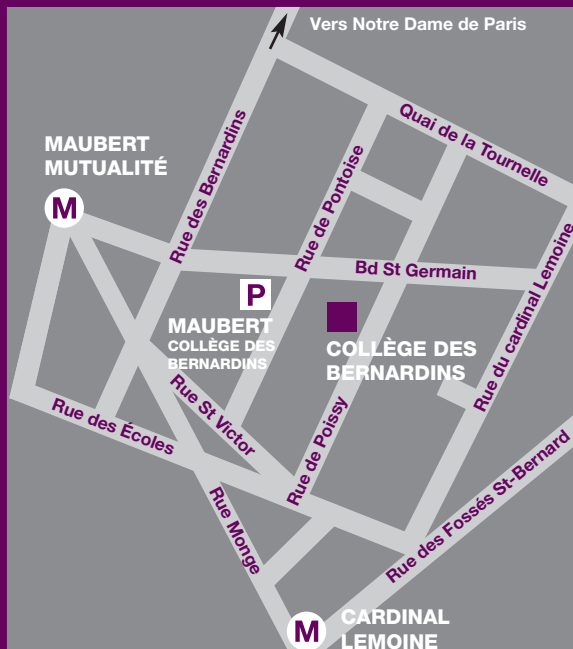 Vers Notre Dame de Paris
Quai de la Tournelle
MAUBERT
MUTUALITÉ
M
Rue des Bernardins
Rue de Pontoise
Bd St Germain
Rue du cardinal Lemoine
P
MAUBERT
COLLÈGE DES
BERNARDINS
COLLÈGE DES
BERNARDINS
Rue St Victor
Rue de Poissy
Rue des Écoles
Rue Monge
Rue des Fossés St-Bernard
M
CARDINAL
LEMOINE